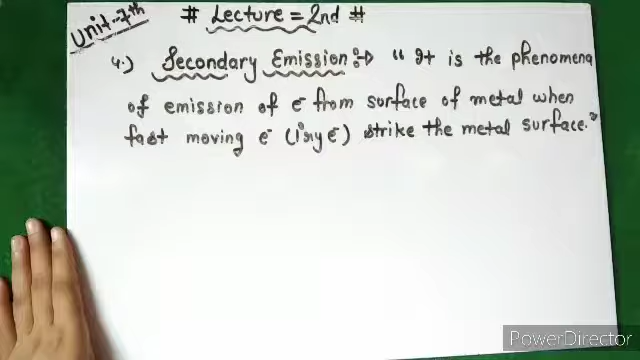 Unit-7th
# Lecture = 2nd #
4.) Secondary Emission :→ "It is the phenomena
of emission of e⁻ from surface of metal when
fast moving e⁻ (1°ry e⁻) strike the metal surface."
PowerDirector